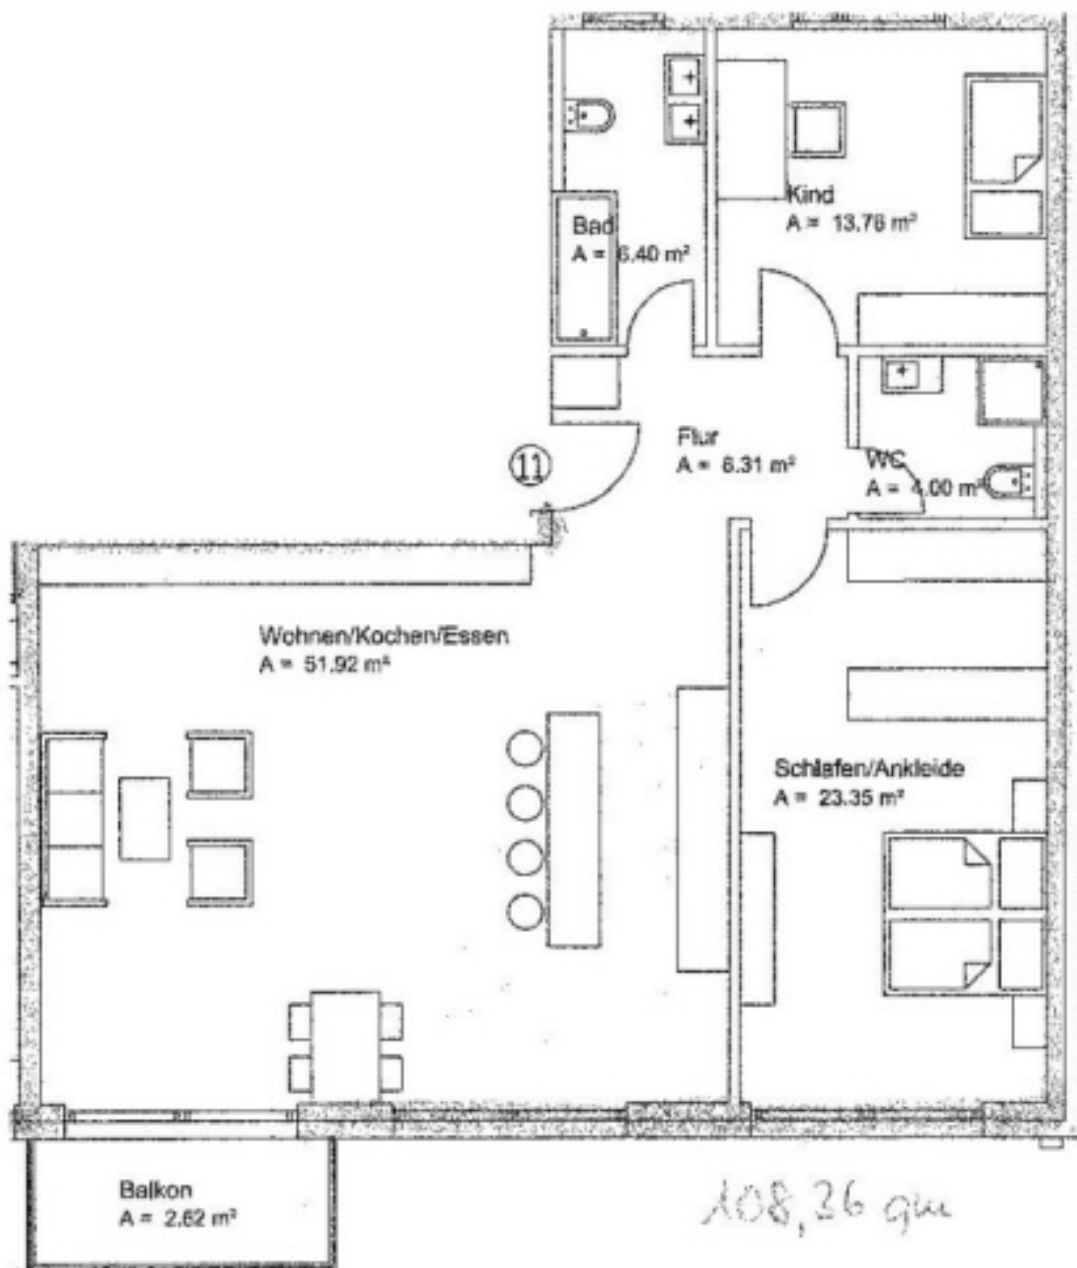 Kind
A = 13.76 m²
Bad
A = 6.40 m²
Flur
A = 6.31 m²
11
WC
A = 4.00 m²
Wohnen/Kochen/Essen
A = 51.92 m²
Schlafen/Ankleide
A = 23.35 m²
Balkon
A = 2.62 m²
108,36 qm